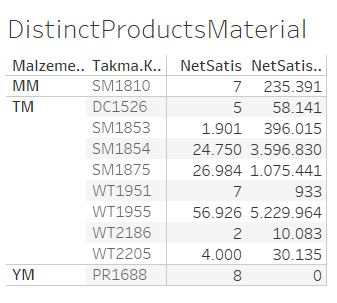 DistinctProductsMaterial
Malzeme.. Takma.K.. NetSatis NetSatis..
MM SM1810 7 235.391
TM DC1526 5 58.141
SM1853 1.901 396.015
SM1854 24.750 3.596.830
SM1875 26.984 1.075.441
WT1951 7 933
WT1955 56.926 5.229.964
WT2186 2 10.083
WT2205 4.000 30.135
YM PR1688 8 0